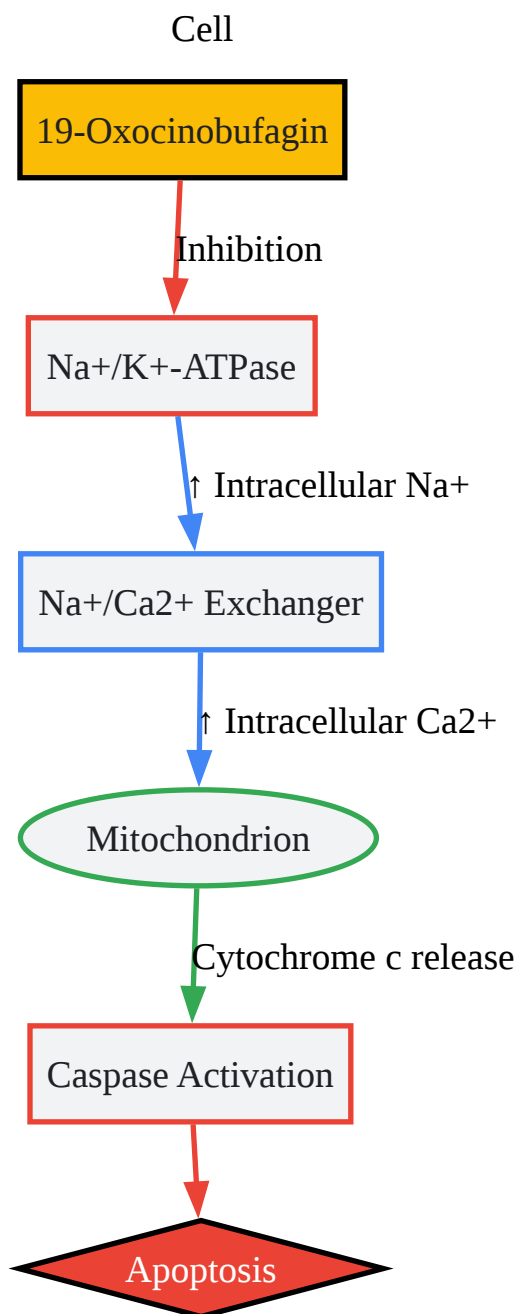 Cell
19-Oxocinobufagin
Inhibition
Na+/K+-ATPase
↑ Intracellular Na+
Na+/Ca2+ Exchanger
↑ Intracellular Ca2+
Mitochondrion
Cytochrome c release
Caspase Activation
Apoptosis